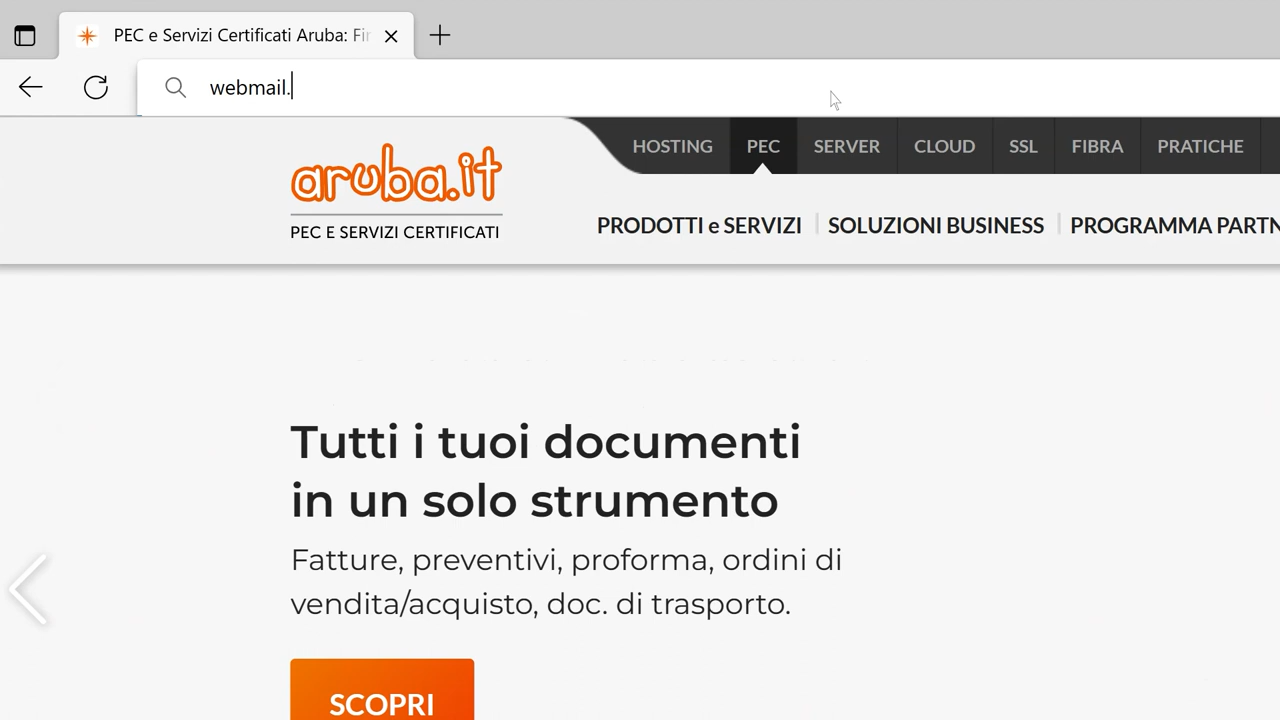 PEC e Servizi Certificati Aruba: Fir
webmail.
HOSTING PEC SERVER CLOUD SSL FIBRA PRATICHE
aruba.it
PEC E SERVIZI CERTIFICATI
PRODOTTI e SERVIZI SOLUZIONI BUSINESS PROGRAMMA PARTN
Tutti i tuoi documenti
in un solo strumento
Fatture, preventivi, proforma, ordini di
vendita/acquisto, doc. di trasporto.
SCOPRI